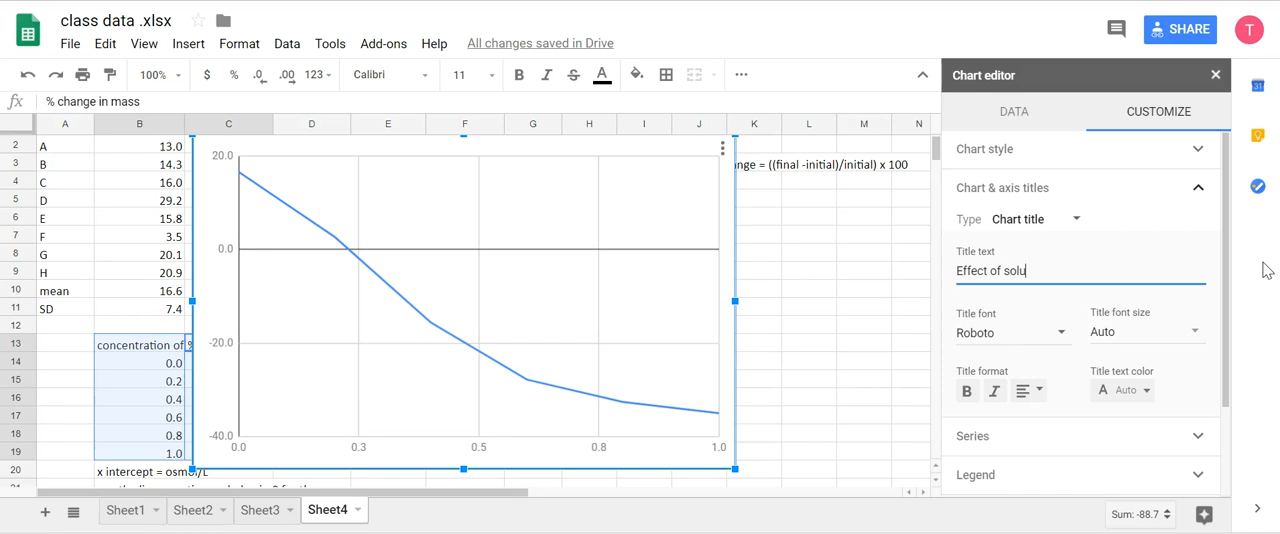 class data .xlsx
File Edit View Insert Format Data Tools Add-ons Help All changes saved in Drive
SHARE
T
100% $ % .0 .00 123 Calibri 11 B I S A ...
fx % change in mass
A B C D E F G H I J K L M N
2 A 13.0
3 B 14.3
4 C 16.0
5 D 29.2
6 E 15.8
7 F 3.5
8 G 20.1
9 H 20.9
10 mean 16.6
11 SD 7.4
12
13 concentration of %
14 0.0
15 0.2
16 0.4
17 0.6
18 0.8
19 1.0
20 x intercept = osmol/L
20.0
0.0
-20.0
-40.0
0.0 0.3 0.5 0.8 1.0
nge = ((final -initial)/initial) x 100
Chart editor
DATA CUSTOMIZE
Chart style
Chart & axis titles
Type Chart title
Title text
Effect of solu
Title font Title font size
Roboto Auto
Title format Title text color
B I A Auto
Series
Legend
31
+ Sheet1 Sheet2 Sheet3 Sheet4
Sum: -88.7